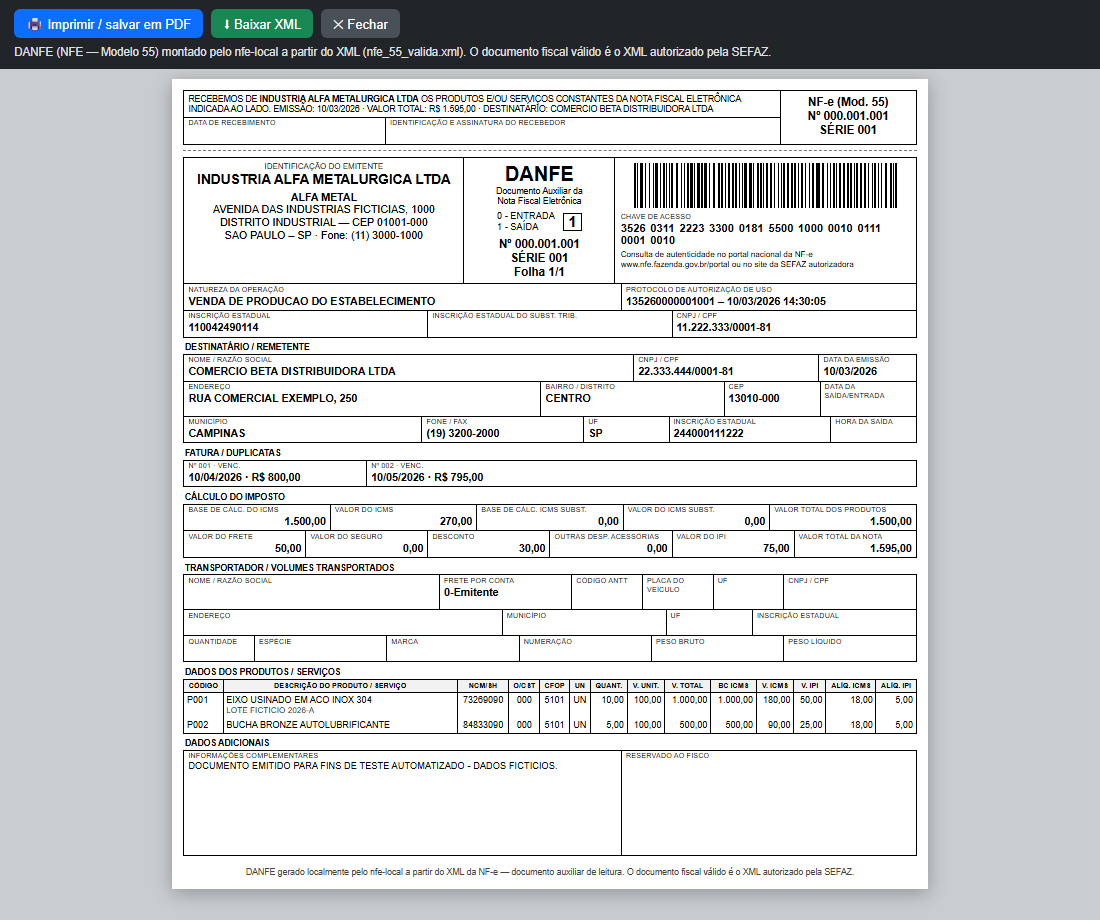 Imprimir / salvar em PDF
Baixar XML
Fechar
DANFE (NFE — Modelo 55) montado pelo nfe-local a partir do XML (nfe_55_valida.xml). O documento fiscal válido é o XML autorizado pela SEFAZ.
RECEBEMOS DE INDUSTRIA ALFA METALURGICA LTDA OS PRODUTOS E/OU SERVIÇOS CONSTANTES DA NOTA FISCAL ELETRÔNICA
INDICADA AO LADO. EMISSÃO: 10/03/2026 · VALOR TOTAL: R$ 1.595,00 · DESTINATÁRIO: COMERCIO BETA DISTRIBUIDORA LTDA
DATA DE RECEBIMENTO
IDENTIFICAÇÃO E ASSINATURA DO RECEBEDOR
NF-e (Mod. 55)
Nº 000.001.001
SÉRIE 001
IDENTIFICAÇÃO DO EMITENTE
INDUSTRIA ALFA METALURGICA LTDA
ALFA METAL
AVENIDA DAS INDUSTRIAS FICTICIAS, 1000
DISTRITO INDUSTRIAL — CEP 01001-000
SAO PAULO – SP · Fone: (11) 3000-1000
DANFE
Documento Auxiliar da
Nota Fiscal Eletrônica
0 - ENTRADA
1 - SAÍDA
1
Nº 000.001.001
SÉRIE 001
Folha 1/1
CHAVE DE ACESSO
3526 0311 2223 3300 0181 5500 1000 0010 0111
0001 0010
Consulta de autenticidade no portal nacional da NF-e
www.nfe.fazenda.gov.br/portal ou no site da SEFAZ autorizadora
NATUREZA DA OPERAÇÃO
VENDA DE PRODUCAO DO ESTABELECIMENTO
PROTOCOLO DE AUTORIZAÇÃO DE USO
135260000001001 – 10/03/2026 14:30:05
INSCRIÇÃO ESTADUAL
110042490114
INSCRIÇÃO ESTADUAL DO SUBST. TRIB.
CNPJ / CPF
11.222.333/0001-81
DESTINATÁRIO / REMETENTE
NOME / RAZÃO SOCIAL
COMERCIO BETA DISTRIBUIDORA LTDA
CNPJ / CPF
22.333.444/0001-81
DATA DA EMISSÃO
10/03/2026
ENDEREÇO
RUA COMERCIAL EXEMPLO, 250
BAIRRO / DISTRITO
CENTRO
CEP
13010-000
DATA DA
SAÍDA/ENTRADA
MUNICÍPIO
CAMPINAS
FONE / FAX
(19) 3200-2000
UF
SP
INSCRIÇÃO ESTADUAL
244000111222
HORA DA SAÍDA
FATURA / DUPLICATAS
Nº 001 · VENC.
10/04/2026 · R$ 800,00
Nº 002 · VENC.
10/05/2026 · R$ 795,00
CÁLCULO DO IMPOSTO
BASE DE CÁLC. DO ICMS
1.500,00
VALOR DO ICMS
270,00
BASE DE CÁLC. ICMS SUBST.
0,00
VALOR DO ICMS SUBST.
0,00
VALOR TOTAL DOS PRODUTOS
1.500,00
VALOR DO FRETE
50,00
VALOR DO SEGURO
0,00
DESCONTO
30,00
OUTRAS DESP. ACESSÓRIAS
0,00
VALOR DO IPI
75,00
VALOR TOTAL DA NOTA
1.595,00
TRANSPORTADOR / VOLUMES TRANSPORTADOS
NOME / RAZÃO SOCIAL
FRETE POR CONTA
0-Emitente
CÓDIGO ANTT
PLACA DO
VEÍCULO
UF
CNPJ / CPF
ENDEREÇO
MUNICÍPIO
UF
INSCRIÇÃO ESTADUAL
QUANTIDADE
ESPÉCIE
MARCA
NUMERAÇÃO
PESO BRUTO
PESO LÍQUIDO
DADOS DOS PRODUTOS / SERVIÇOS
CÓDIGO DESCRIÇÃO DO PRODUTO / SERVIÇO NCM/SH O/CST CFOP UN QUANT. V. UNIT. V. TOTAL BC ICMS V. ICMS V. IPI ALÍQ. ICMS ALÍQ. IPI
P001 EIXO USINADO EM ACO INOX 304 73269090 000 5101 UN 10,00 100,00 1.000,00 1.000,00 180,00 50,00 18,00 5,00
LOTE FICTICIO 2026-A
P002 BUCHA BRONZE AUTOLUBRIFICANTE 84833090 000 5101 UN 5,00 100,00 500,00 500,00 90,00 25,00 18,00 5,00
DADOS ADICIONAIS
INFORMAÇÕES COMPLEMENTARES
DOCUMENTO EMITIDO PARA FINS DE TESTE AUTOMATIZADO - DADOS FICTICIOS.
RESERVADO AO FISCO
DANFE gerado localmente pelo nfe-local a partir do XML da NF-e — documento auxiliar de leitura. O documento fiscal válido é o XML autorizado pela SEFAZ.